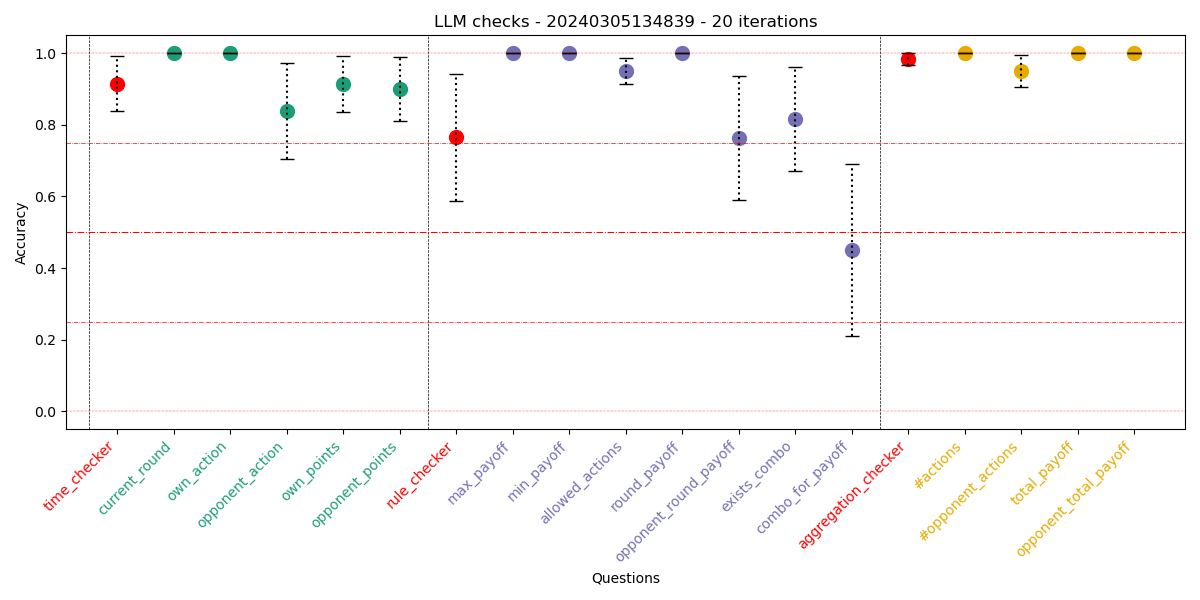 LLM checks - 20240305134839 - 20 iterations
Accuracy
1.0
0.8
0.6
0.4
0.2
0.0
time_checker
current_round
own_action
opponent_action
own_points
opponent_points
rule_checker
max_payoff
min_payoff
allowed_actions
round_payoff
opponent_round_payoff
exists_combo
combo_for_payoff
aggregation_checker
#actions
#opponent_actions
total_payoff
opponent_total_payoff
Questions